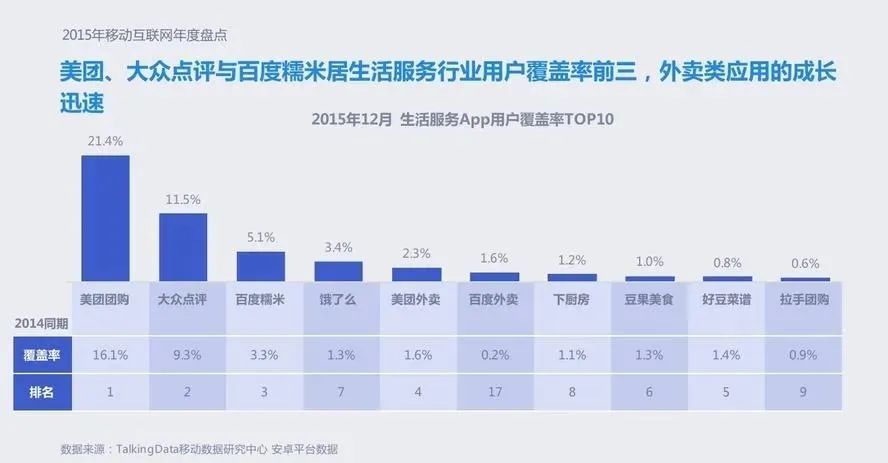 2015年移动互联网年度盘点
美团、大众点评与百度糯米居生活服务行业用户覆盖率前三，外卖类应用的成长
迅速
2015年12月 生活服务App用户覆盖率TOP10
21.4% 11.5% 5.1% 3.4% 2.3% 1.6% 1.2% 1.0% 0.8% 0.6%
美团团购 大众点评 百度糯米 饿了么 美团外卖 百度外卖 下厨房 豆果美食 好豆菜谱 拉手团购
2014同期
覆盖率 16.1% 9.3% 3.3% 1.3% 1.6% 0.2% 1.1% 1.3% 1.4% 0.9%
排名 1 2 3 7 4 17 8 6 5 9
数据来源：TalkingData移动数据研究中心 安卓平台数据